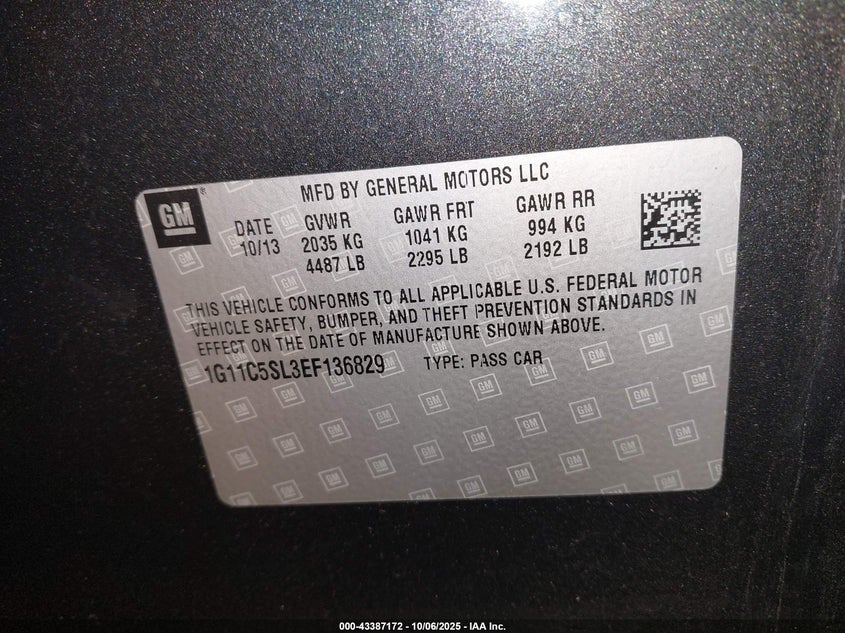 MFD BY GENERAL MOTORS LLC
GM
DATE GVWR GAWR FRT GAWR RR
10/13 2035 KG 1041 KG 994 KG
4487 LB 2295 LB 2192 LB
THIS VEHICLE CONFORMS TO ALL APPLICABLE U.S. FEDERAL MOTOR
VEHICLE SAFETY, BUMPER, AND THEFT PREVENTION STANDARDS IN
EFFECT ON THE DATE OF MANUFACTURE SHOWN ABOVE.
1G11C5SL3EF136829 TYPE: PASS CAR
000-43387172 - 10/06/2025 - IAA Inc.